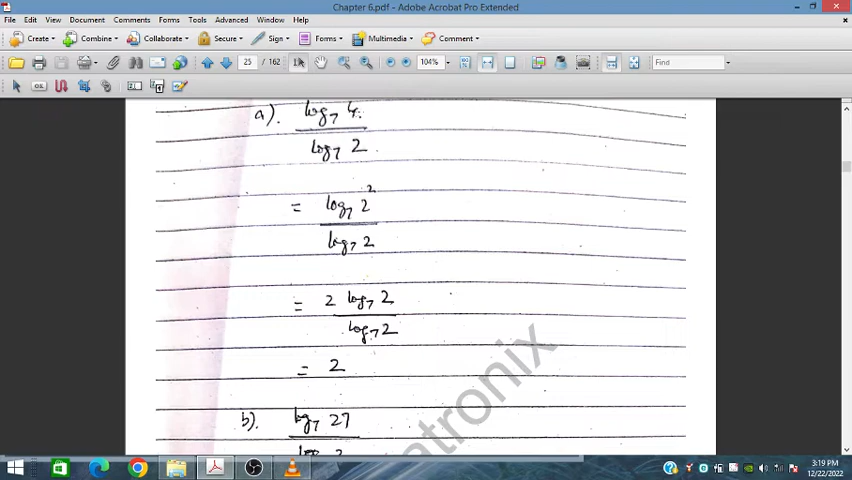 Chapter 6.pdf - Adobe Acrobat Pro Extended
File Edit View Document Comments Forms Tools Advanced Window Help
Create Combine Collaborate Secure Sign Forms Multimedia Comment
25 / 162 104% Find
a). log₇ 4
log₇ 2
= log₇ 2²
log₇ 2
= 2 log₇ 2
log₇ 2
= 2
b). log₇ 27
atronix
3:19 PM
12/22/2022